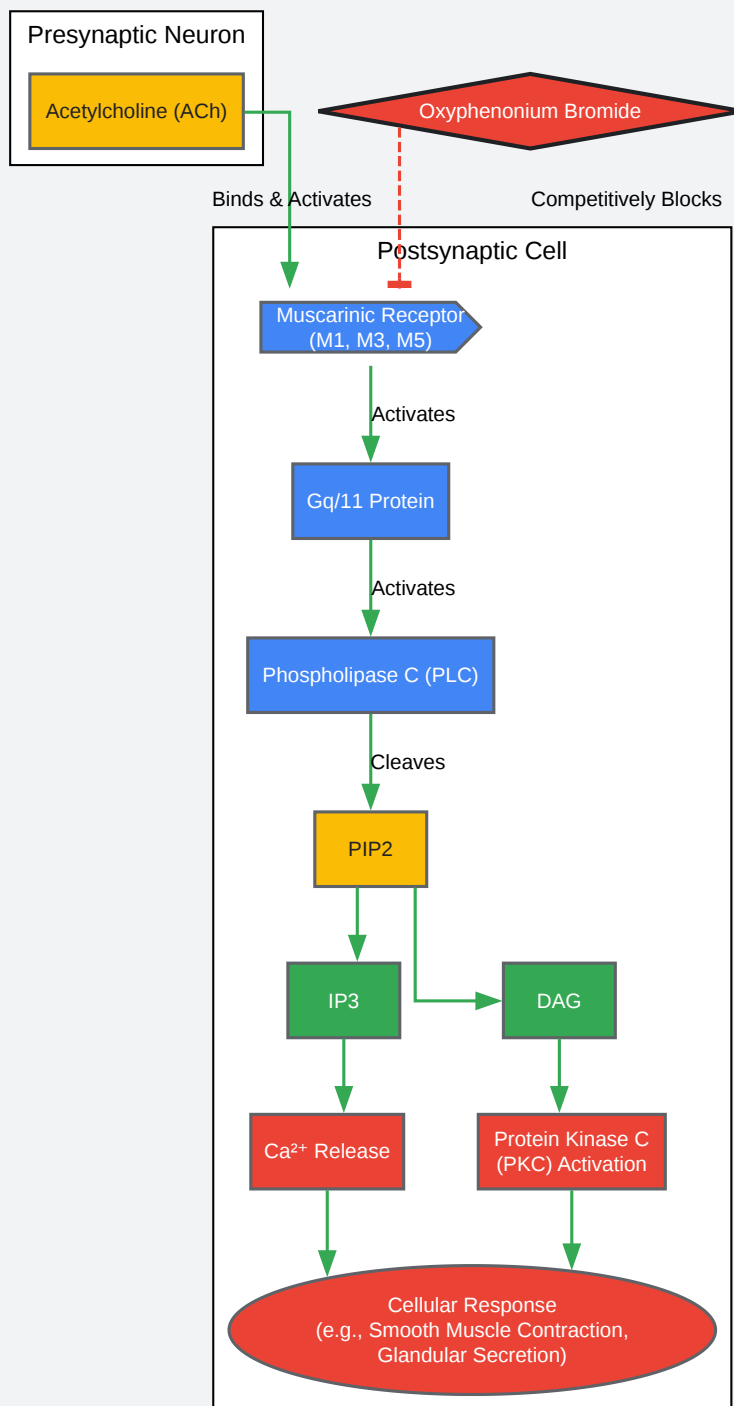 Presynaptic Neuron
Acetylcholine (ACh)
Oxyphenonium Bromide
Binds & Activates
Competitively Blocks
Postsynaptic Cell
Muscarinic Receptor
(M1, M3, M5)
Activates
Gq/11 Protein
Activates
Phospholipase C (PLC)
Cleaves
PIP2
IP3
DAG
Ca²⁺ Release
Protein Kinase C
(PKC) Activation
Cellular Response
(e.g., Smooth Muscle Contraction,
Glandular Secretion)